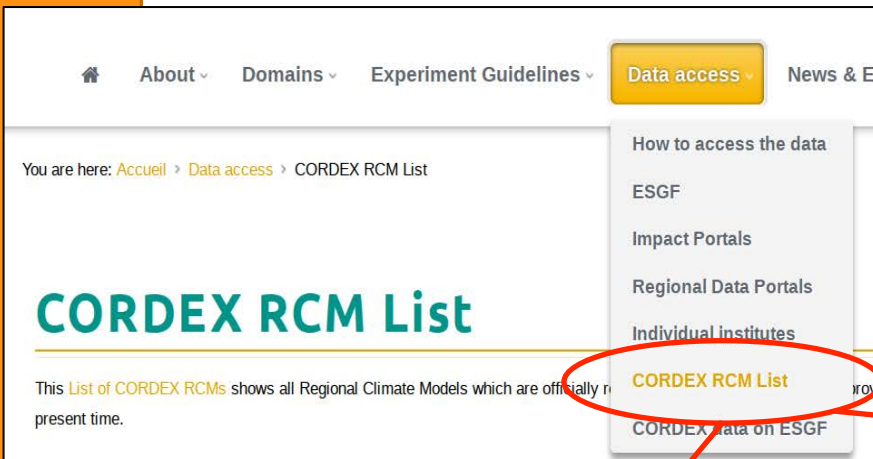 About Domains Experiment Guidelines Data access News & E
You are here: Accueil > Data access > CORDEX RCM List
How to access the data
ESGF
Impact Portals
Regional Data Portals
Individual institutes
CORDEX RCM List
CORDEX data on ESGF
CORDEX RCM List
This List of CORDEX RCMs shows all Regional Climate Models which are officially
present time.